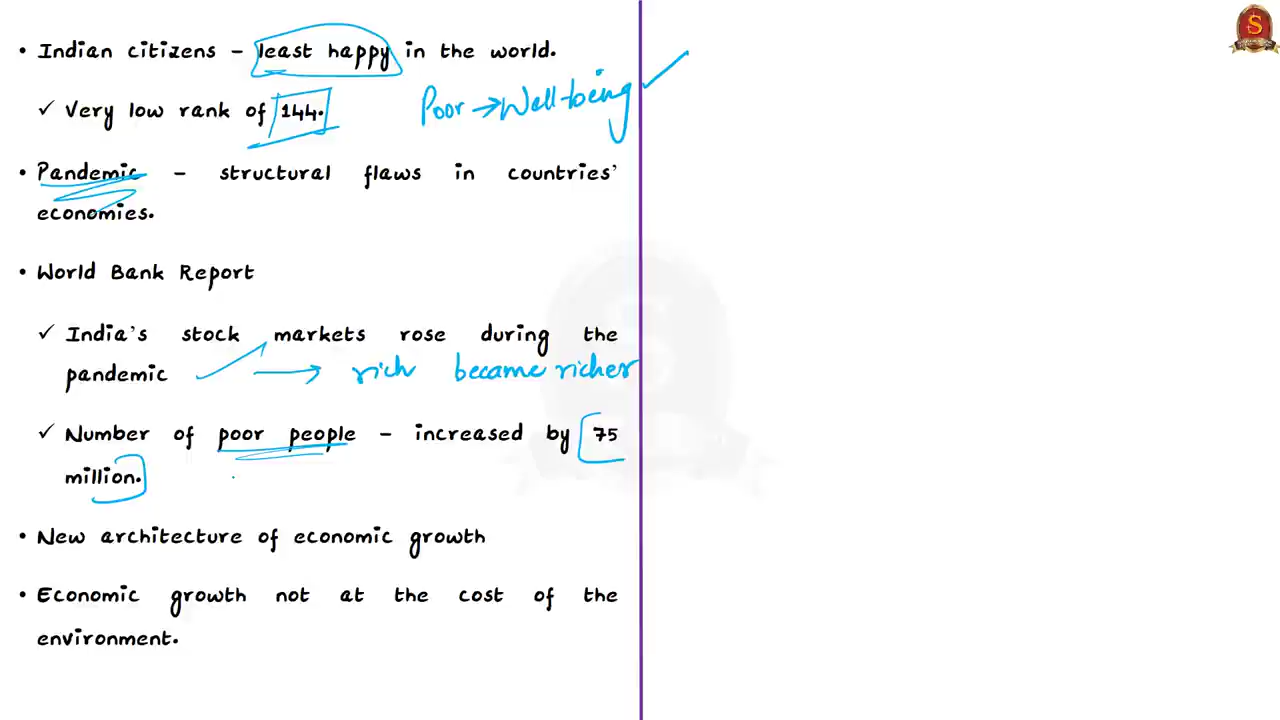 • Indian citizens – least happy in the world.
✓ Very low rank of 144.
Poor → Well-being ✓
• Pandemic – structural flaws in countries'
economies.
• World Bank Report
✓ India's stock markets rose during the
pandemic → rich became richer
✓ Number of poor people – increased by 75
million.
• New architecture of economic growth
• Economic growth not at the cost of the
environment.
S